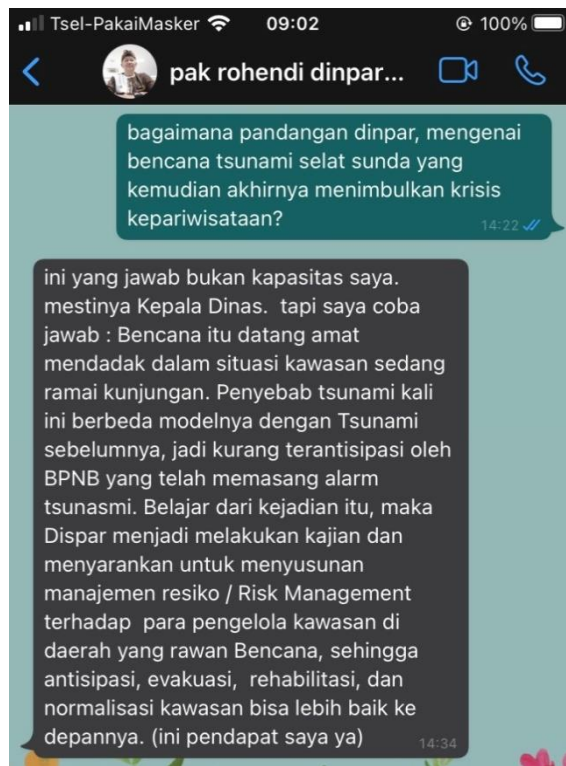 Tsel-PakaiMasker 09:02 100%
pak rohendi dinpar...
bagaimana pandangan dinpar, mengenai
bencana tsunami selat sunda yang
kemudian akhirnya menimbulkan krisis
kepariwisataan?
14:22
ini yang jawab bukan kapasitas saya.
mestinya Kepala Dinas. tapi saya coba
jawab : Bencana itu datang amat
mendadak dalam situasi kawasan sedang
ramai kunjungan. Penyebab tsunami kali
ini berbeda modelnya dengan Tsunami
sebelumnya, jadi kurang terantisipasi oleh
BPNB yang telah memasang alarm
tsunasmi. Belajar dari kejadian itu, maka
Dispar menjadi melakukan kajian dan
menyarankan untuk menyusunan
manajemen resiko / Risk Management
terhadap para pengelola kawasan di
daerah yang rawan Bencana, sehingga
antisipasi, evakuasi, rehabilitasi, dan
normalisasi kawasan bisa lebih baik ke
depannya. (ini pendapat saya ya)
14:34